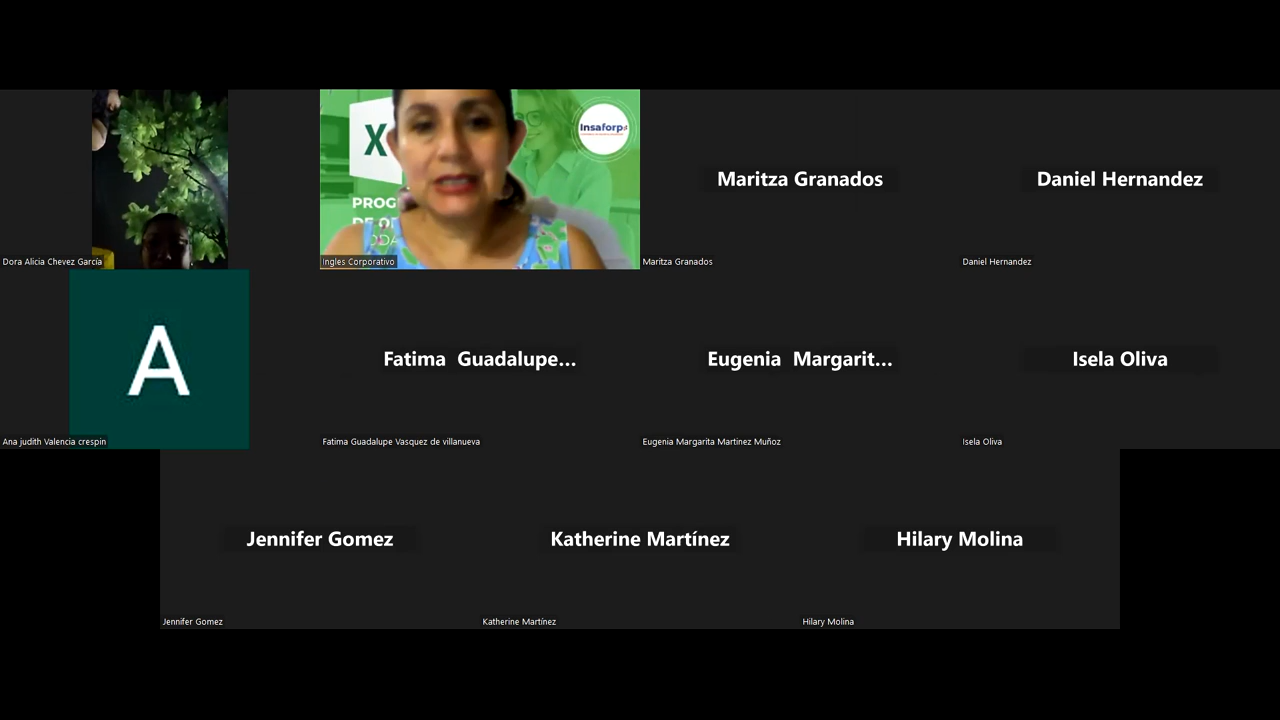 X
Insaforp
PROG
Maritza Granados
Daniel Hernandez
Dora Alicia Chevez García
Ingles Corporativo
Maritza Granados
Daniel Hernandez
A
Fatima Guadalupe...
Eugenia Margarit...
Isela Oliva
Ana judith Valencia crespin
Fatima Guadalupe Vasquez de villanueva
Eugenia Margarita Martinez Muñoz
Isela Oliva
Jennifer Gomez
Katherine Martínez
Hilary Molina
Jennifer Gomez
Katherine Martínez
Hilary Molina